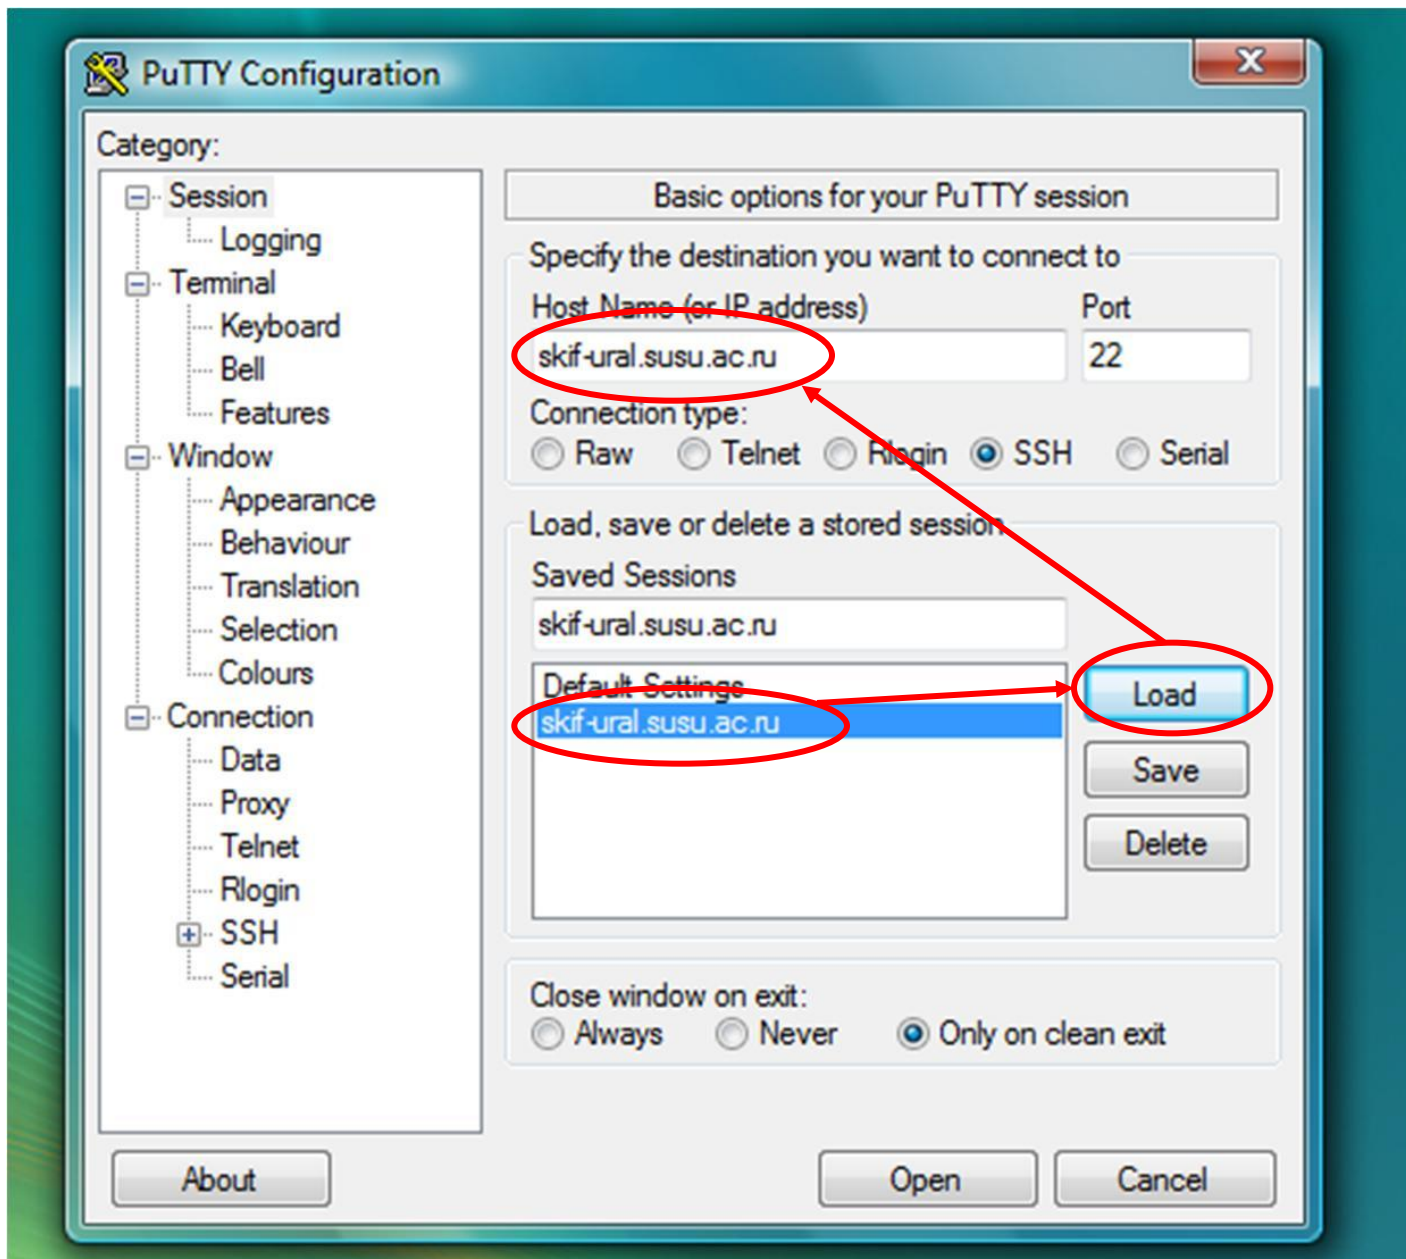 PuTTY Configuration
Category:
Session
Logging
Terminal
Keyboard
Bell
Features
Window
Appearance
Behaviour
Translation
Selection
Colours
Connection
Data
Proxy
Telnet
Rlogin
SSH
Serial
Basic options for your PuTTY session
Specify the destination you want to connect to
Host Name (or IP address) Port
skif-ural.susu.ac.ru 22
Connection type:
Raw Telnet Rlogin SSH Serial
Load, save or delete a stored session
Saved Sessions
skif-ural.susu.ac.ru
Default Settings
skif-ural.susu.ac.ru
Load
Save
Delete
Close window on exit:
Always Never Only on clean exit
About Open Cancel